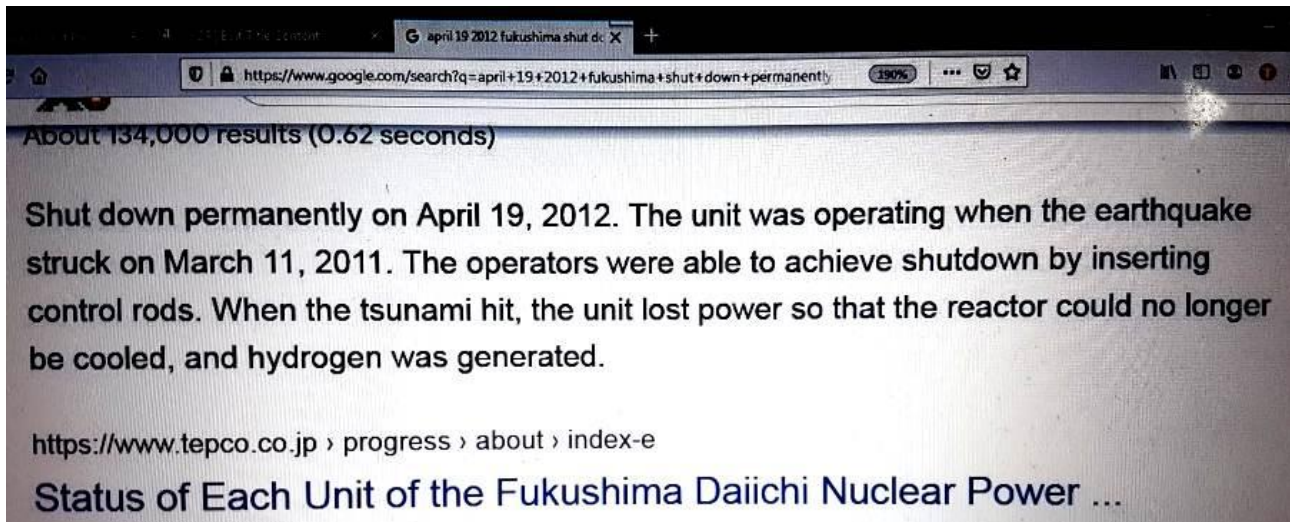 april 19 2012 fukushima shut do
https://www.google.com/search?q=april+19+2012+fukushima+shut+down+permanently
190%
About 134,000 results (0.62 seconds)
Shut down permanently on April 19, 2012. The unit was operating when the earthquake
struck on March 11, 2011. The operators were able to achieve shutdown by inserting
control rods. When the tsunami hit, the unit lost power so that the reactor could no longer
be cooled, and hydrogen was generated.
https://www.tepco.co.jp › progress › about › index-e
Status of Each Unit of the Fukushima Daiichi Nuclear Power ...